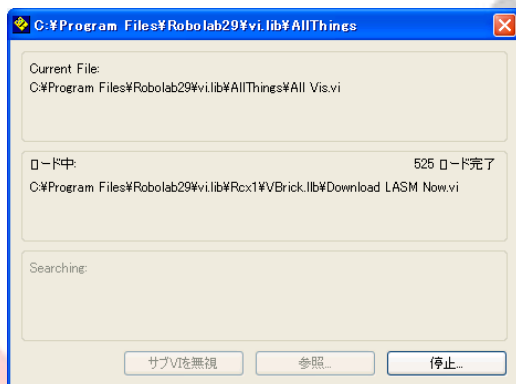 C:¥Program Files¥Robolab29¥vi.lib¥AllThings
Current File:
C:¥Program Files¥Robolab29¥vi.lib¥AllThings¥All Vis.vi
ロード中: 525 ロード完了
C:¥Program Files¥Robolab29¥vi.lib¥Rcx1¥VBrick.llb¥Download LASM Now.vi
Searching:
サブVIを無視 参照... 停止...